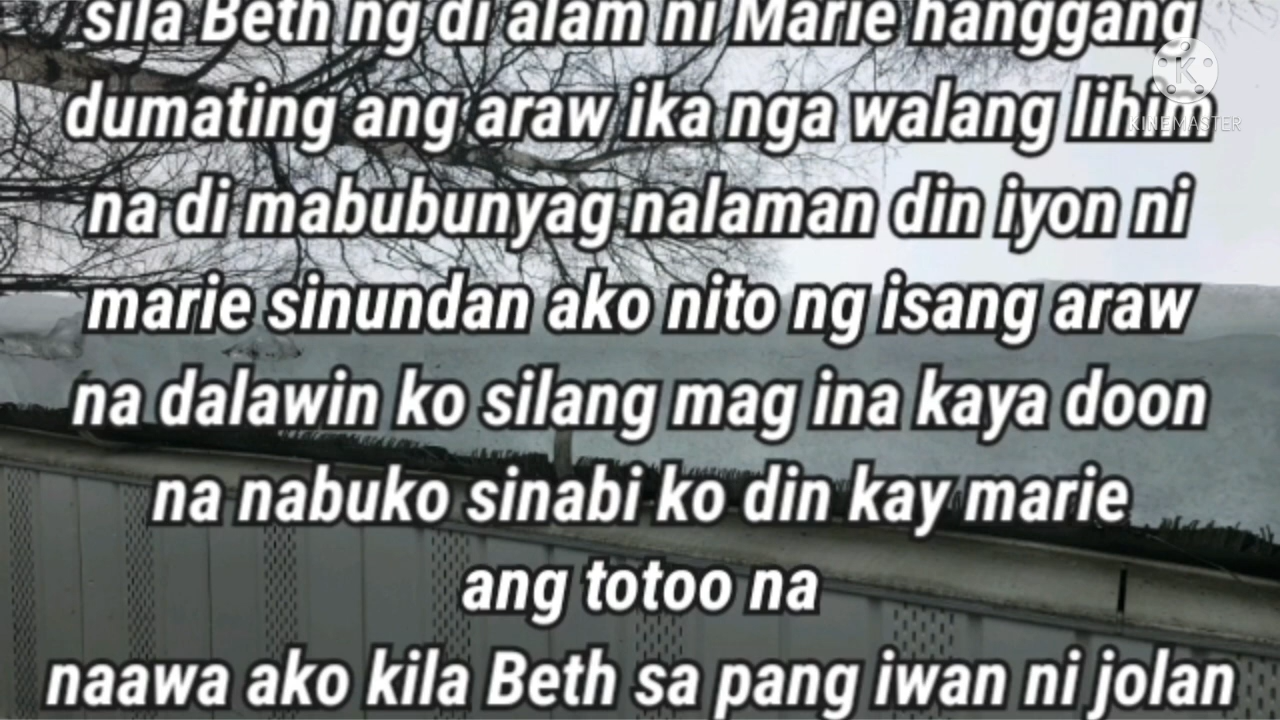 sila Beth ng di alam ni Marie hanggang
dumating ang araw ika nga walang lihim
na di mabubunyag nalaman din iyon ni
marie sinundan ako nito ng isang araw
na dalawin ko silang mag ina kaya doon
na nabuko sinabi ko din kay marie
ang totoo na
naawa ako kila Beth sa pang iwan ni jolan
K
KINEMASTER